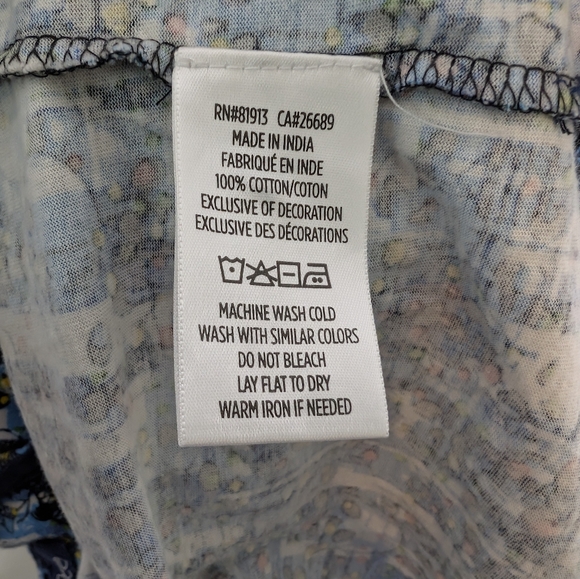 RN#81913 CA#26689
MADE IN INDIA
FABRIQUÉ EN INDE
100% COTTON/COTON
EXCLUSIVE OF DECORATION
EXCLUSIVE DES DÉCORATIONS
MACHINE WASH COLD
WASH WITH SIMILAR COLORS
DO NOT BLEACH
LAY FLAT TO DRY
WARM IRON IF NEEDED